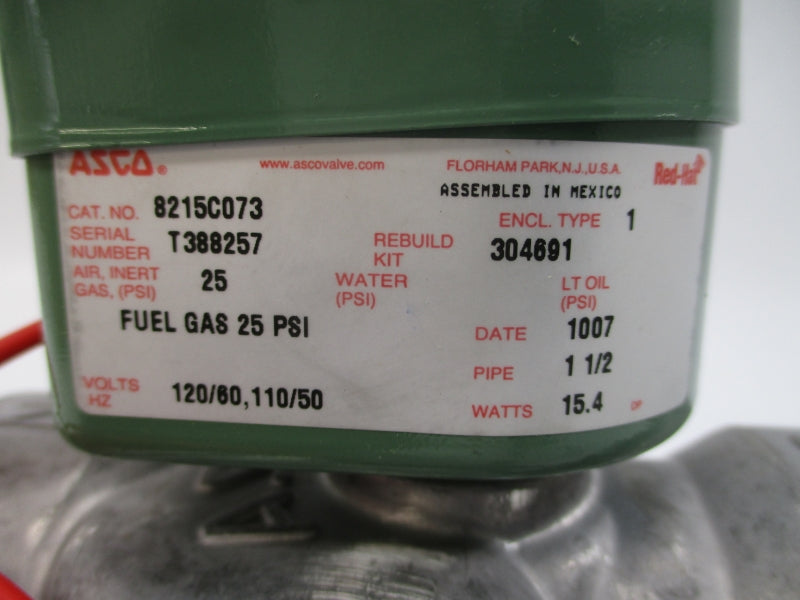 ASCO® www.ascovalve.com FLORHAM PARK, N.J., U.S.A. Red-Hat
ASSEMBLED IN MEXICO
CAT. NO. 8215C073 ENCL. TYPE 1
SERIAL NUMBER T388257 REBUILD KIT 304691
AIR, INERT GAS, (PSI) 25 WATER (PSI) LT OIL (PSI)
FUEL GAS 25 PSI DATE 1007
PIPE 1 1/2
VOLTS HZ 120/60,110/50 WATTS 15.4 DP